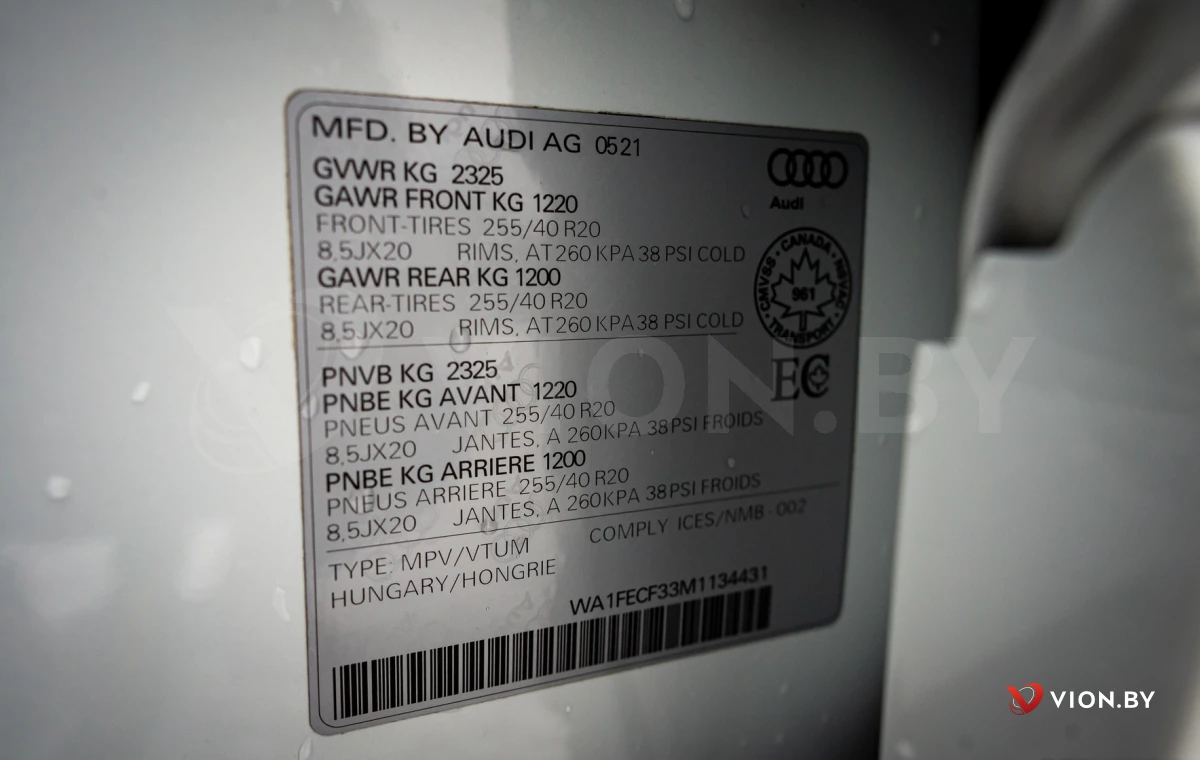 MFD. BY AUDI AG 0521
GVWR KG 2325
GAWR FRONT KG 1220
FRONT-TIRES 255/40 R20
8,5JX20 RIMS, AT 260 KPA 38 PSI COLD
GAWR REAR KG 1200
REAR-TIRES 255/40 R20
8,5JX20 RIMS, AT 260 KPA 38 PSI COLD
Audi
CMVSS · CANADA · NSVAC · TRANSPORT ·
961
EC
PNVB KG 2325
PNBE KG AVANT 1220
PNEUS AVANT 255/40 R20
8,5JX20 JANTES, A 260KPA 38PSI FROIDS
PNBE KG ARRIERE 1200
PNEUS ARRIERE 255/40 R20
8,5JX20 JANTES, A 260KPA 38PSI FROIDS
TYPE: MPV/VTUM COMPLY ICES/NMB - 002
HUNGARY/HONGRIE
WA1FECF33M1134431
VION.BY
VION.BY